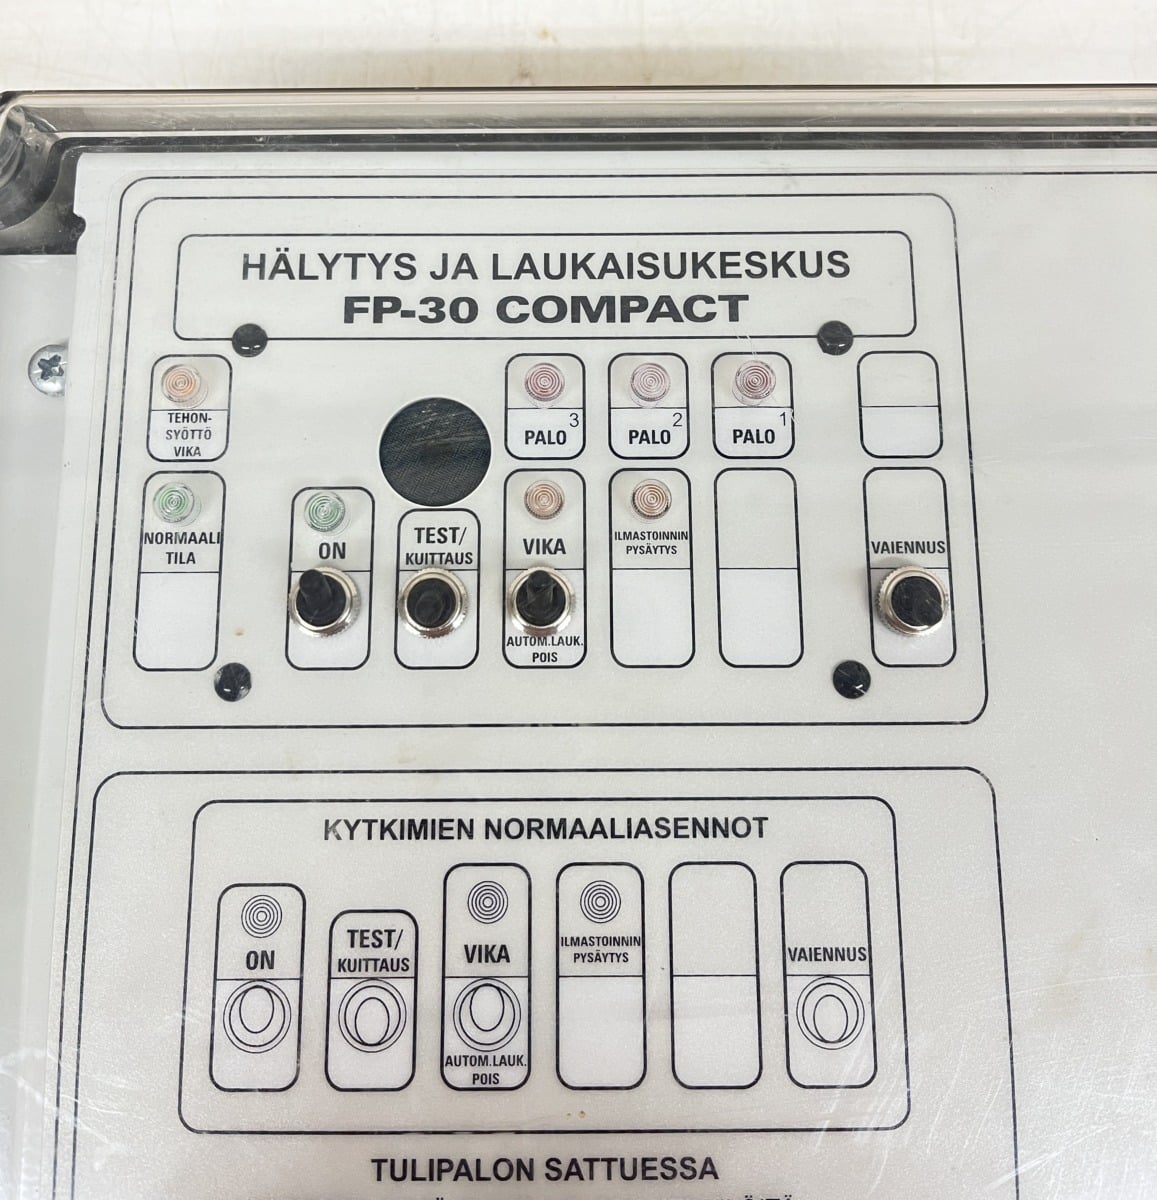 HÄLYTYS JA LAUKAISUKESKUS
FP-30 COMPACT
TEHON-
SYÖTTÖ
VIKA
3
PALO
2
PALO
1
PALO
NORMAALI
TILA
ON
TEST/
KUITTAUS
VIKA
AUTOM.LAUK.
POIS
ILMASTOINNIN
PYSÄYTYS
VAIENNUS
KYTKIMIEN NORMAALIASENNOT
ON
TEST/
KUITTAUS
VIKA
AUTOM.LAUK.
POIS
ILMASTOINNIN
PYSÄYTYS
VAIENNUS
TULIPALON SATTUESSA